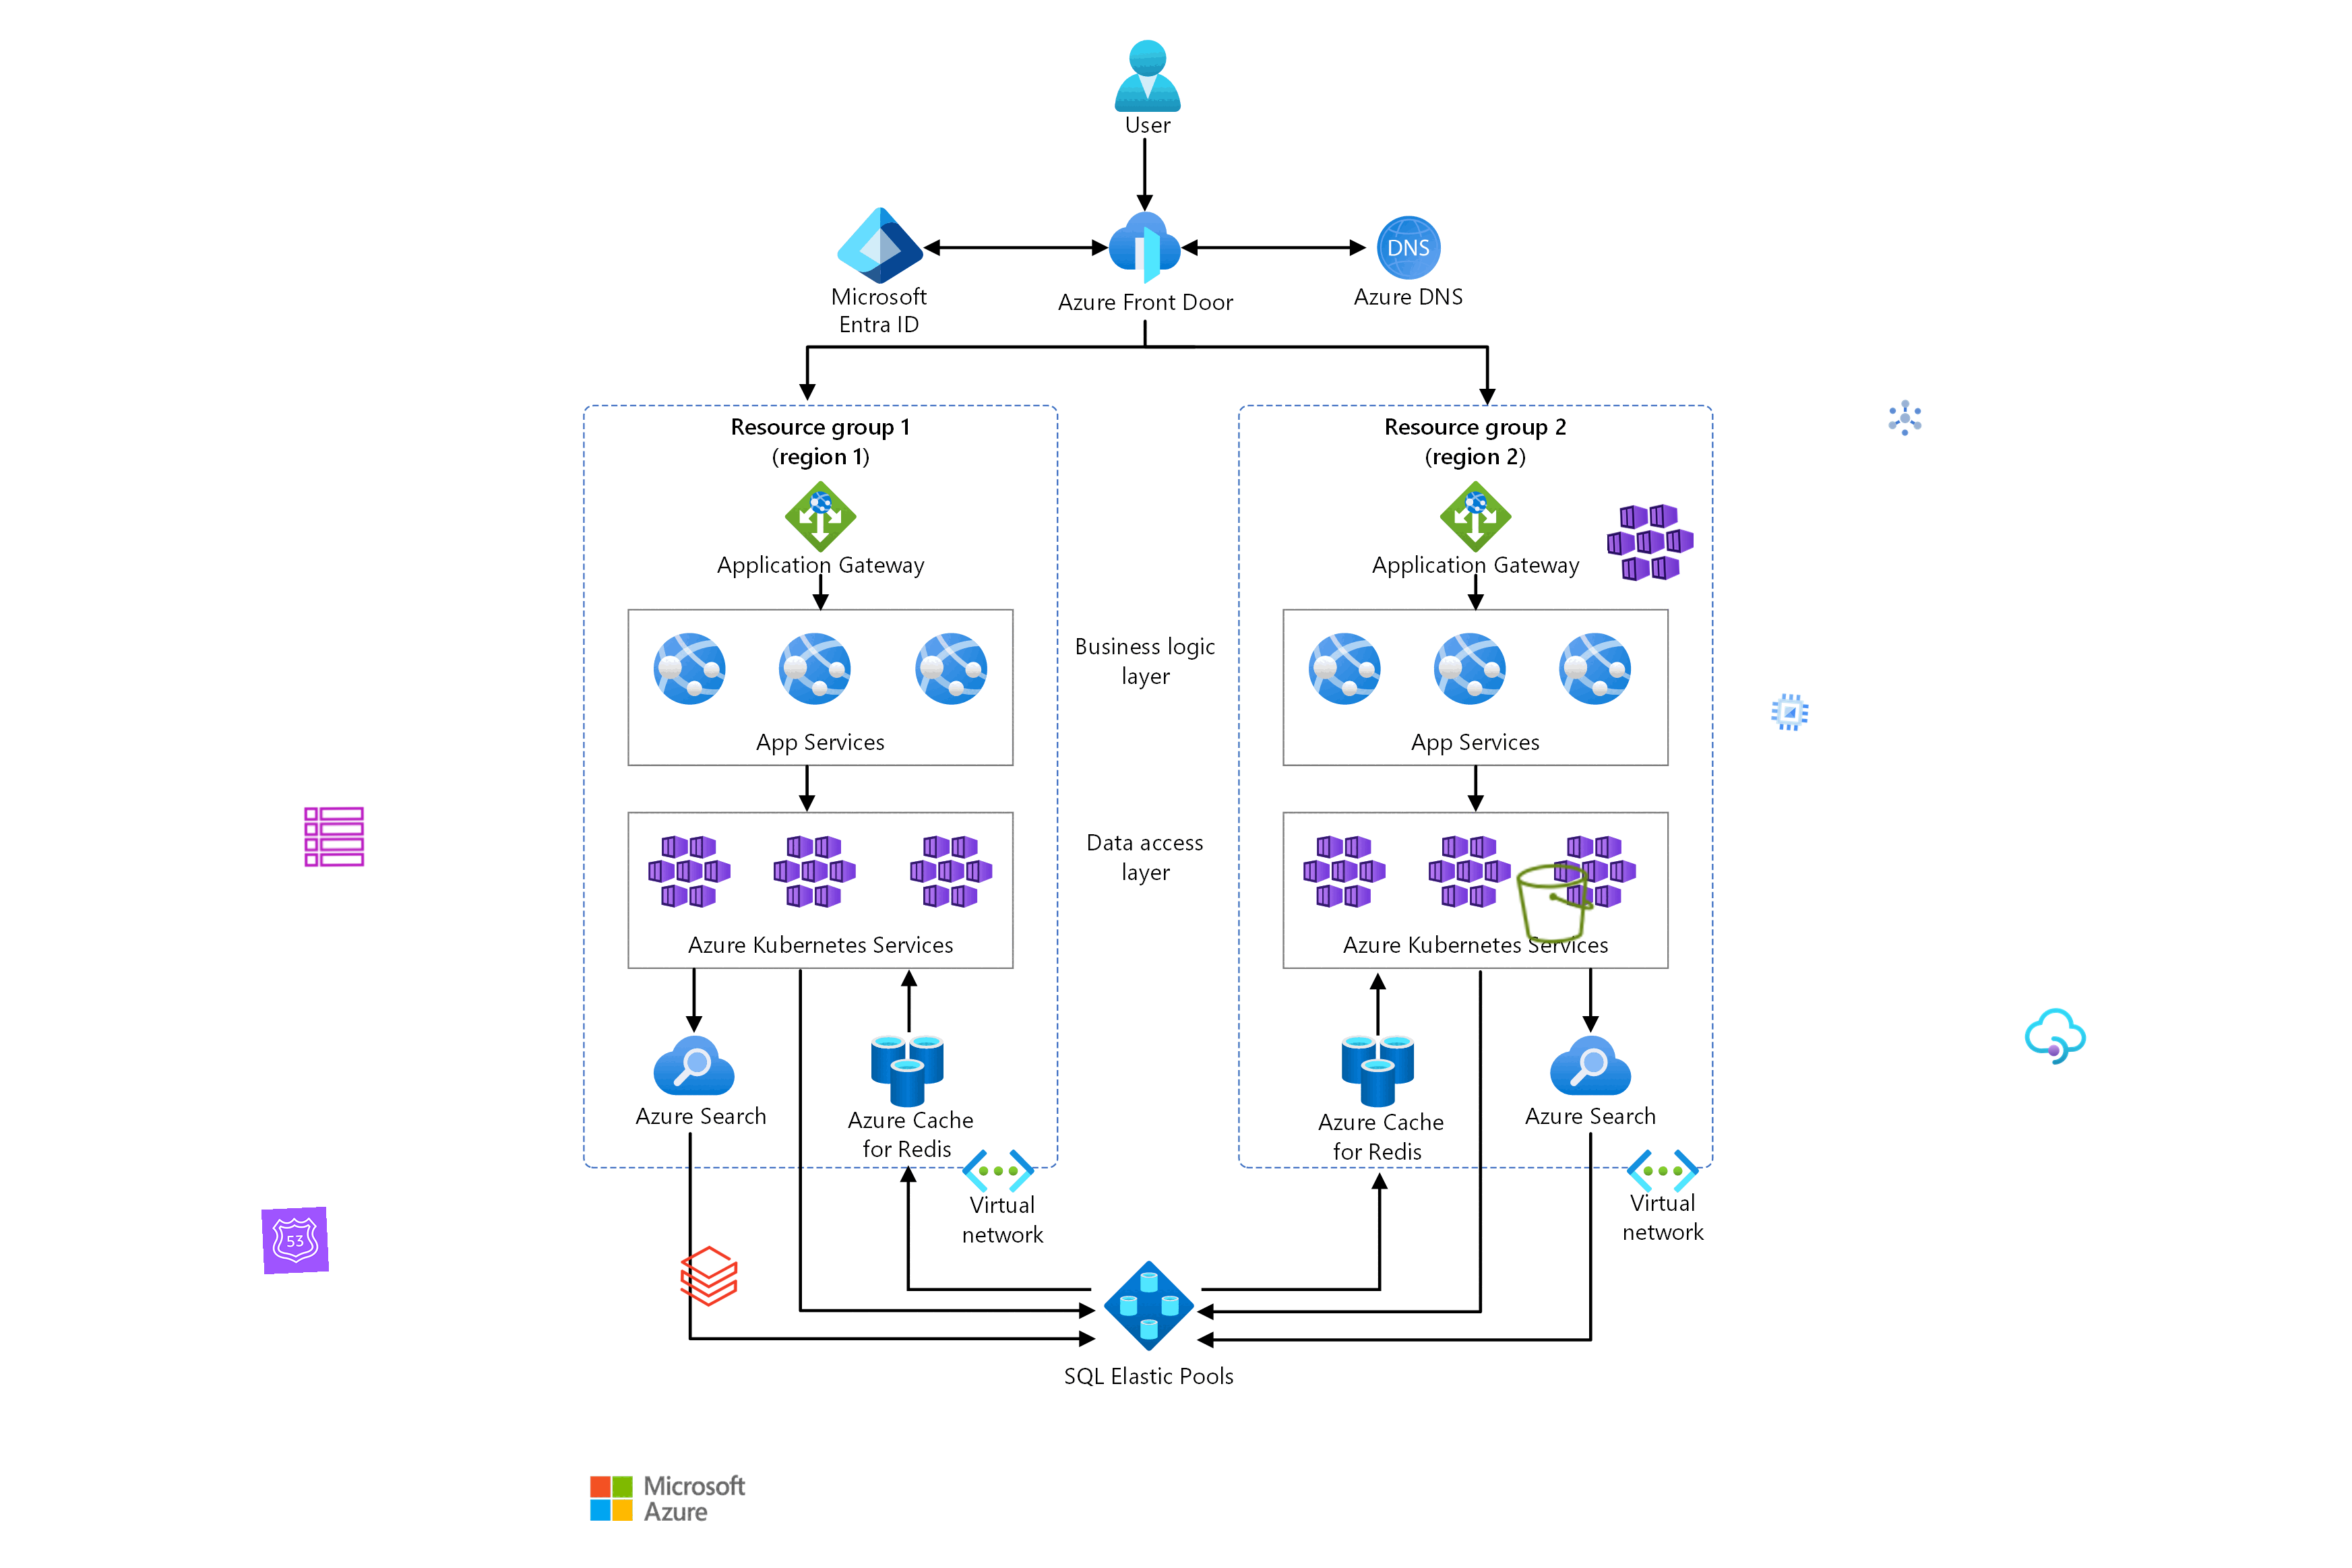 User
DNS
Microsoft
Entra ID
Azure Front Door
Azure DNS
Resource group 1
(region 1)
Resource group 2
(region 2)
Application Gateway
Application Gateway
Business logic
layer
App Services
App Services
Data access
layer
Azure Kubernetes Services
Azure Kubernetes Services
Azure Search
Azure Cache
for Redis
Azure Cache
for Redis
Azure Search
Virtual
network
Virtual
network
53
SQL Elastic Pools
Microsoft
Azure